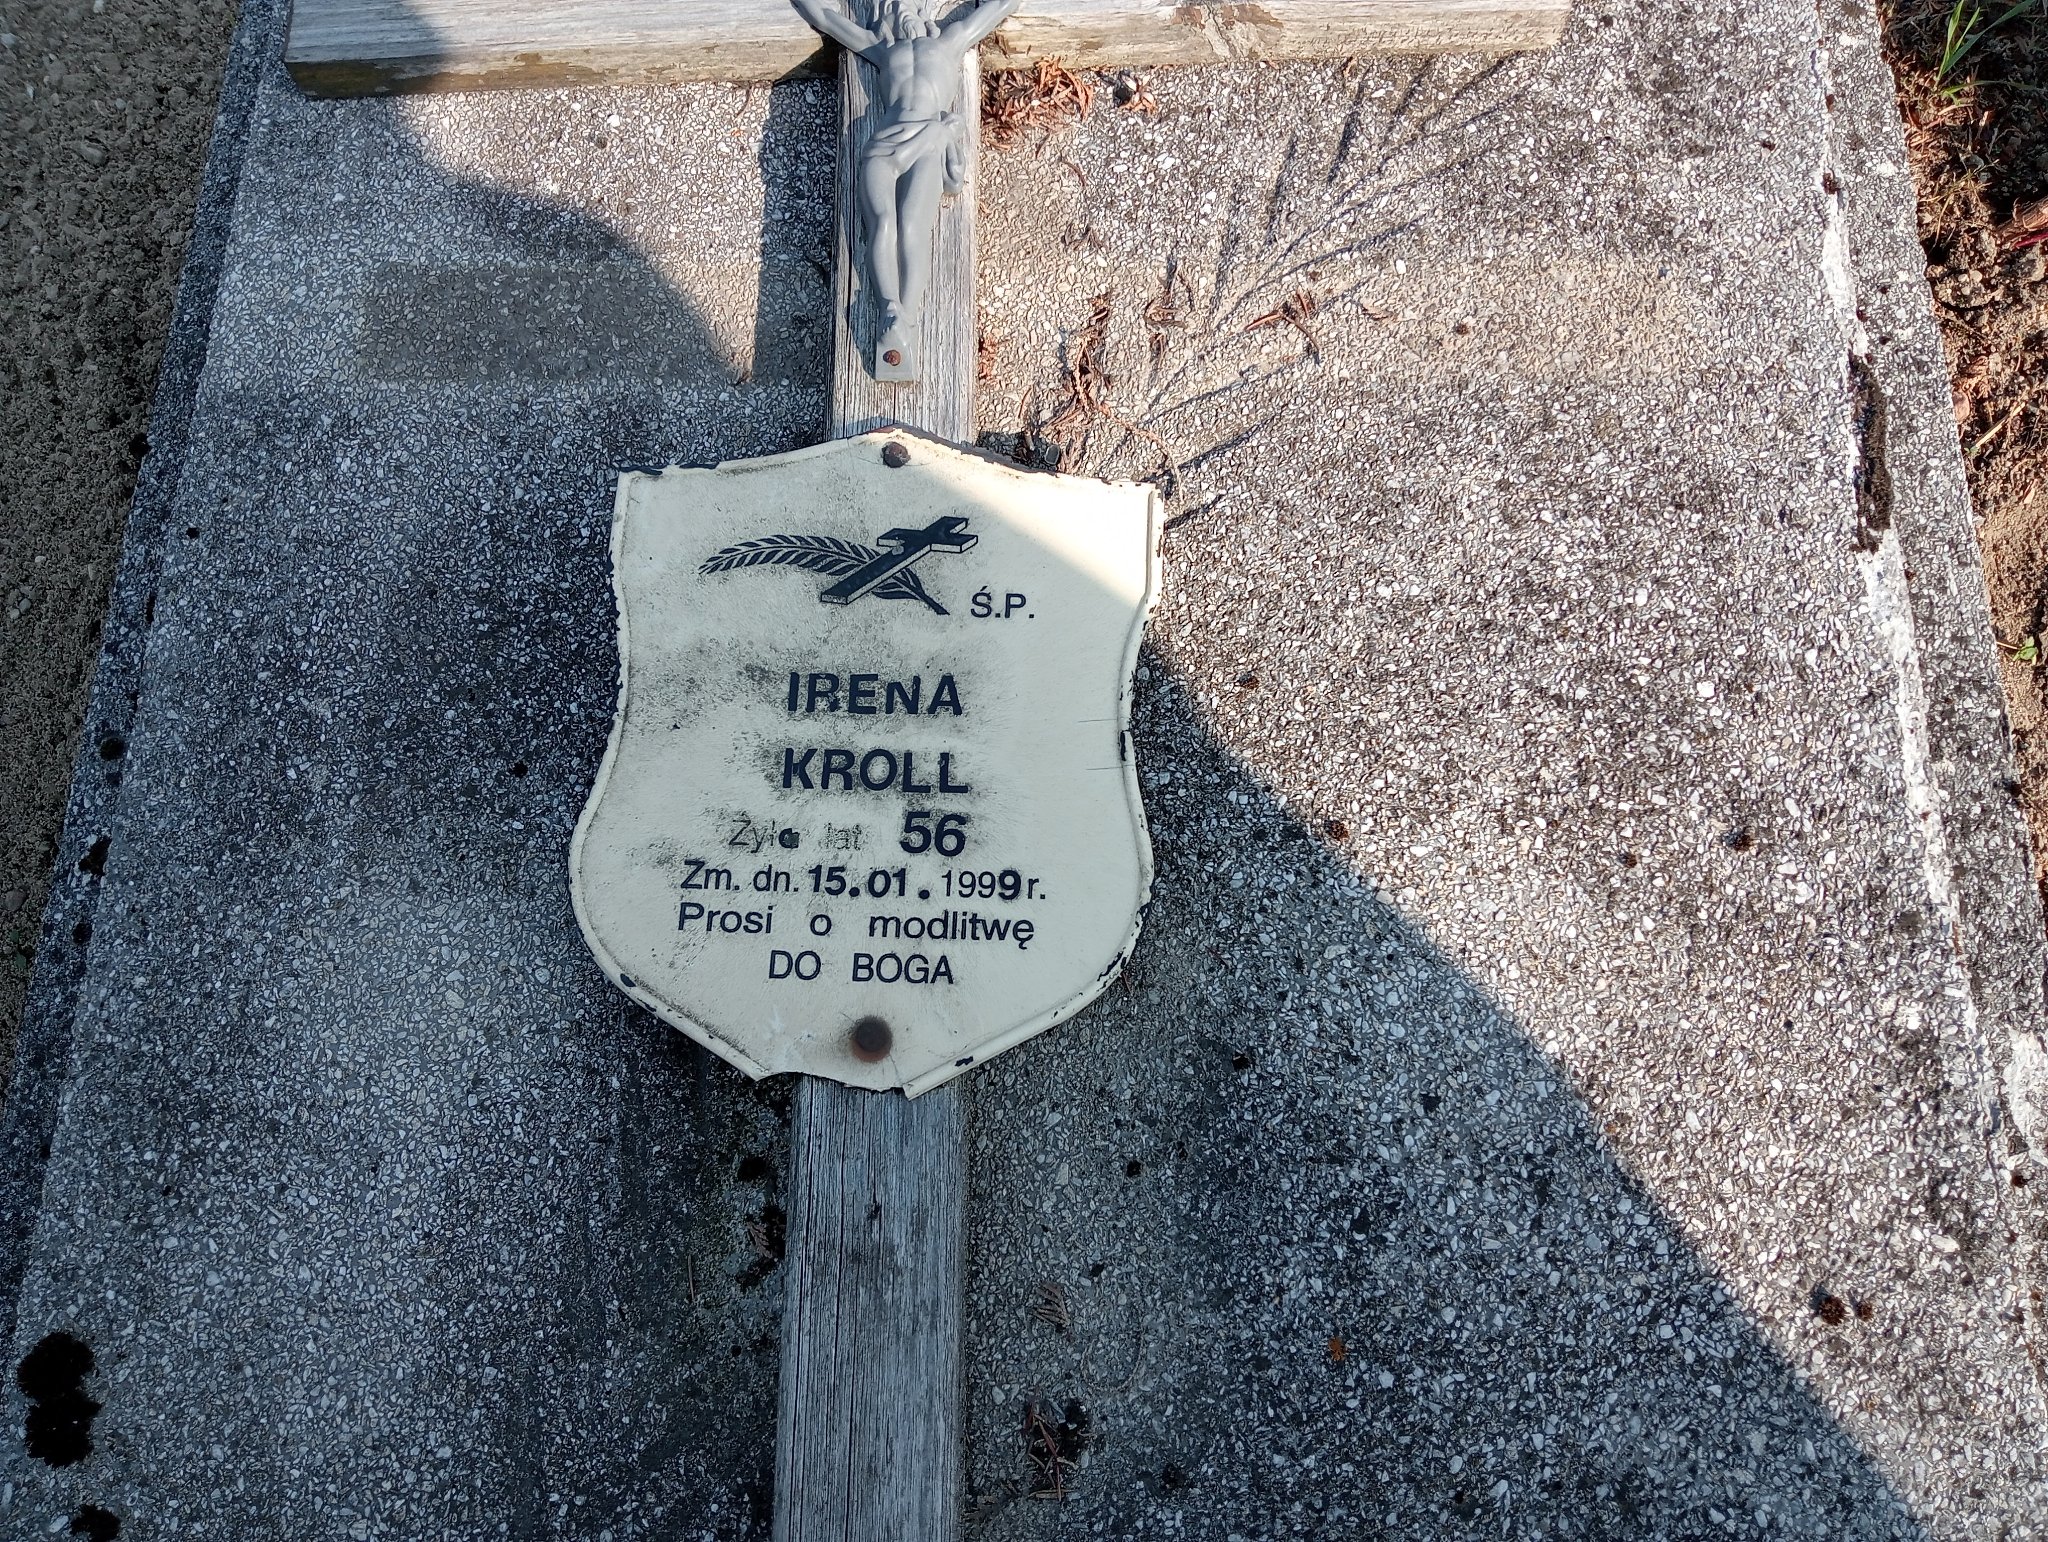 Ś.P.
IRENA
KROLL
Żyła lat 56
Zm. dn. 15.01. 1999 r.
Prosi o modlitwę
DO BOGA